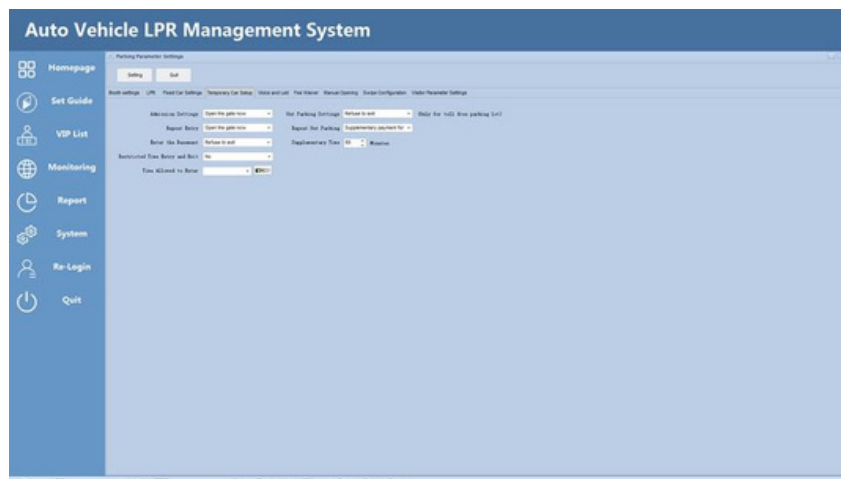 Auto Vehicle LPR Management System
Homepage
Set Guide
VIP List
Monitoring
Report
System
Re-Login
Quit
Parking Parameter Settings
Setting Quit
Booth settings LPR Fixed Car Settings Temporary Car Setup Voice and Led Fee Waiver Manual Opening Swipe Configuration Visitor Parameter Settings
Admission Settings Open the gate now Out Parking Settings Refuse to exit Only for toll free parking lot!
Repeat Entry Open the gate now Repeat Out Parking Supplementary payment for
Enter the Basement Refuse to exit Supplementary Time Minutes
Restricted Time Entry and Exit No
Time Allowed to Enter